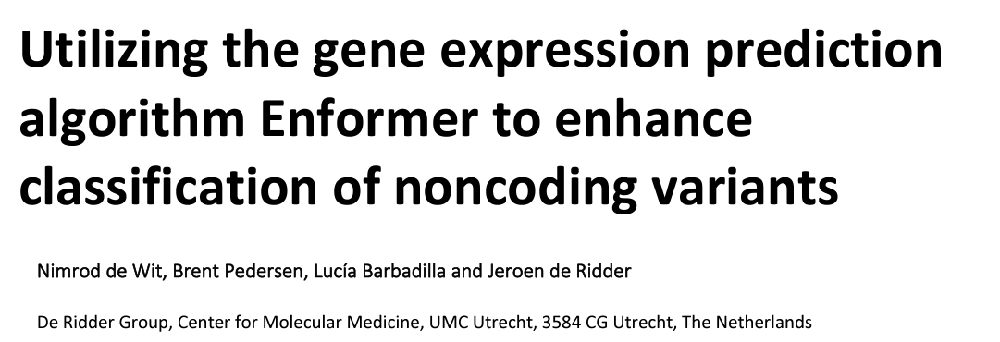 Utilizing the gene expression prediction
algorithm Enformer to enhance
classification of noncoding variants
Nimrod de Wit, Brent Pedersen, Lucía Barbadilla and Jeroen de Ridder
De Ridder Group, Center for Molecular Medicine, UMC Utrecht, 3584 CG Utrecht, The Netherlands